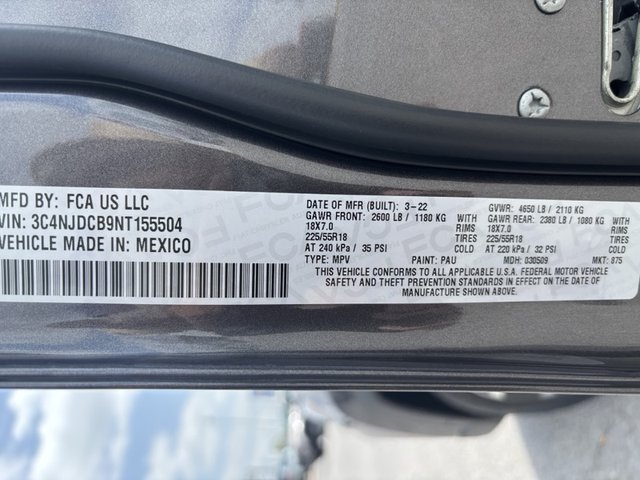 MFD BY: FCA US LLC
VIN: 3C4NJDCB9NT155504
VEHICLE MADE IN: MEXICO
DATE OF MFR (BUILT): 3-22
GAWR FRONT: 2600 LB/ 1180 KG WITH
18X7.0 RIMS
225/55R18 TIRES
AT 240 kPa/ 35 PSI COLD
TYPE: MPV PAINT: PAU
GVWR: 4650 LB/ 2110 KG
GAWR REAR: 2380 LB/ 1080 KG WITH
18X7.0 RIMS
225/55R18 TIRES
AT 220 kPa/ 32 PSI COLD
MDH: 030509 MKT: 875
THIS VEHICLE CONFORMS TO ALL APPLICABLE U.S.A. FEDERAL MOTOR VEHICLE
SAFETY AND THEFT PREVENTION STANDARDS IN EFFECT ON THE DATE OF
MANUFACTURE SHOWN ABOVE.